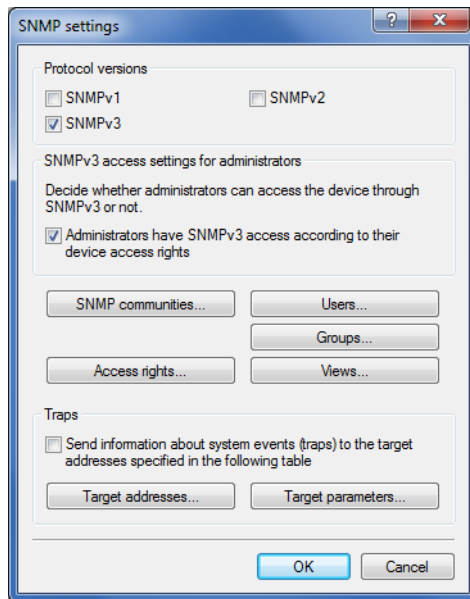 SNMP settings
?
Protocol versions
SNMPv1
SNMPv2
SNMPv3
SNMPv3 access settings for administrators
Decide whether administrators can access the device through
SNMPv3 or not.
Administrators have SNMPv3 access according to their
device access rights
SNMP communities...
Users...
Groups...
Access rights...
Views...
Traps
Send information about system events (traps) to the target
addresses specified in the following table
Target addresses...
Target parameters...
OK
Cancel